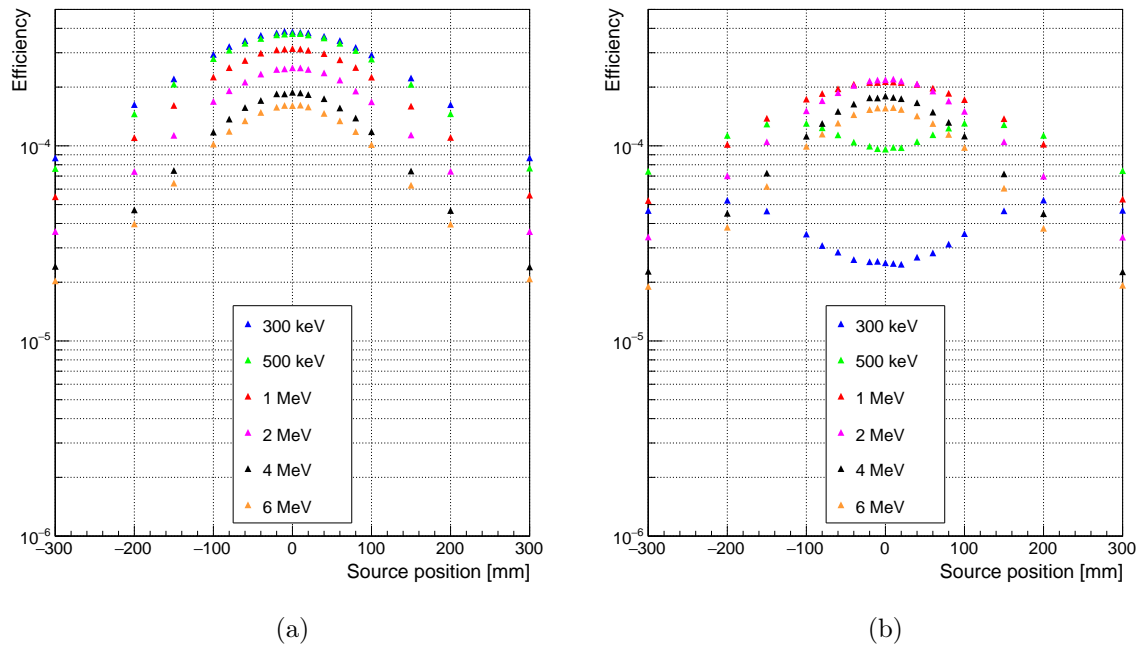 Efficiency
10⁻⁴
10⁻⁵
10⁻⁶
300 keV
500 keV
1 MeV
2 MeV
4 MeV
6 MeV
−300 −200 −100 0 100 200 300
Source position [mm]
(a)
Efficiency
10⁻⁴
10⁻⁵
10⁻⁶
300 keV
500 keV
1 MeV
2 MeV
4 MeV
6 MeV
−300 −200 −100 0 100 200 300
Source position [mm]
(b)